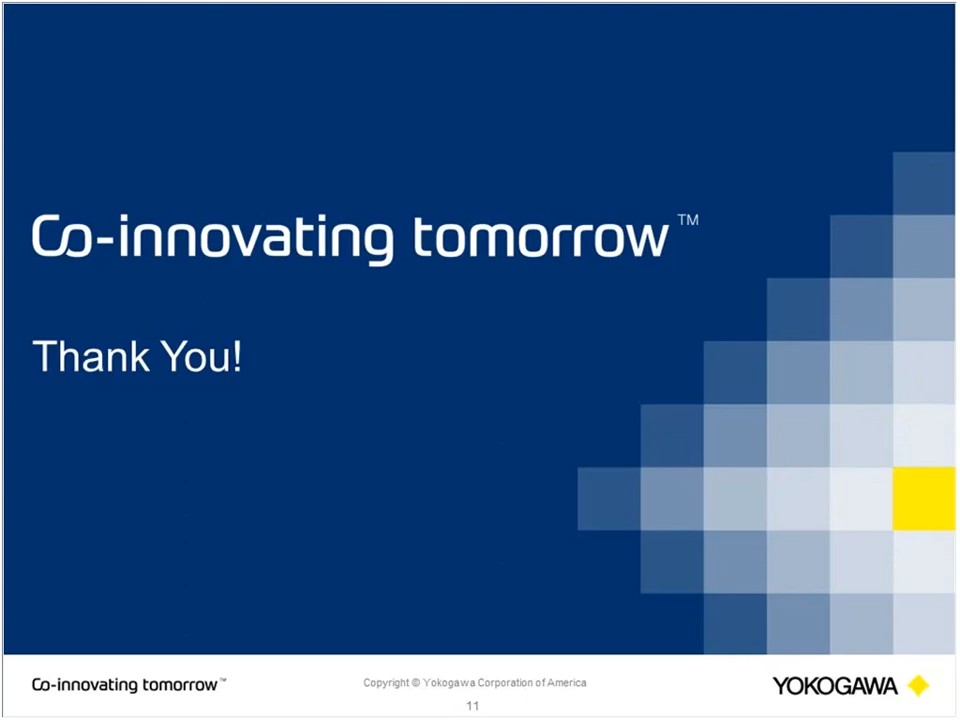 Co-innovating tomorrow™
Thank You!
Co-innovating tomorrow™
Copyright © Yokogawa Corporation of America
YOKOGAWA
11